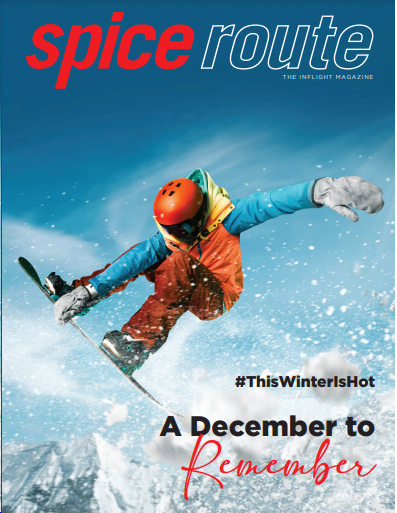 spice route
THE INFLIGHT MAGAZINE
#ThisWinterIsHot
A December to
Remember